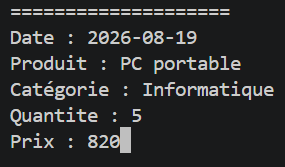 ====================
Date : 2026-08-19
Produit : PC portable
Catégorie : Informatique
Quantite : 5
Prix : 820